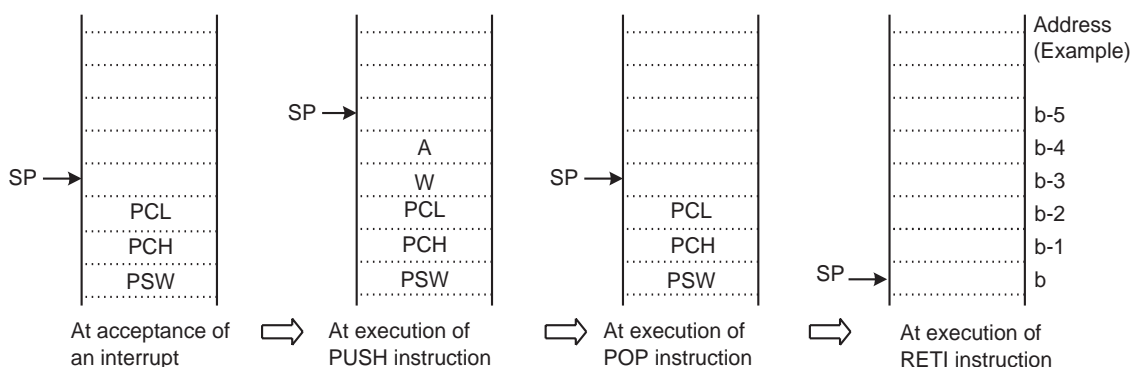 Address
(Example)
SP
b-5
A
b-4
SP
W
SP
b-3
PCL
PCL
PCL
b-2
PCH
PCH
PCH
b-1
PSW
PSW
PSW
SP
b
At acceptance of
an interrupt
At execution of
PUSH instruction
At execution of
POP instruction
At execution of
RETI instruction